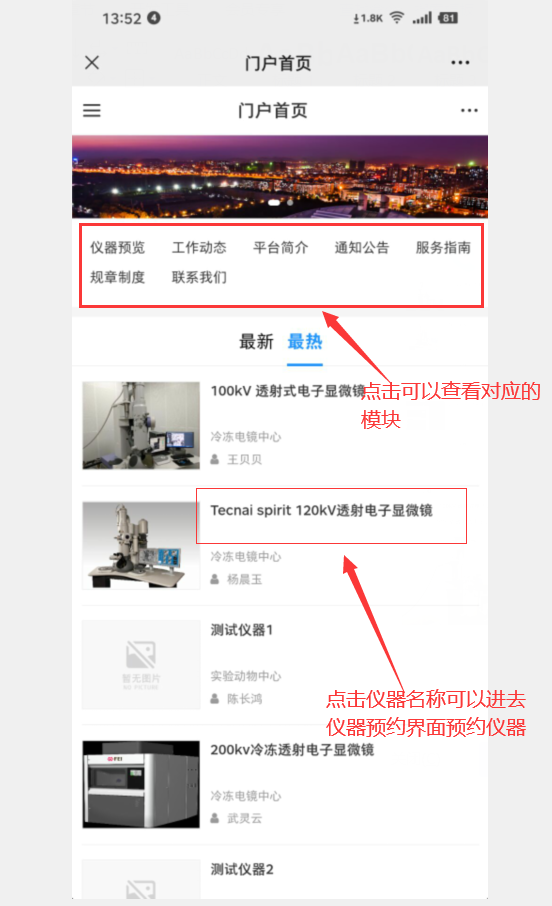 13:52 4 1.8K 81
门户首页
门户首页
仪器预览 工作动态 平台简介 通知公告 服务指南
规章制度 联系我们
最新 最热
点击可以查看对应的
模块
100kV 透射式电子显微镜
冷冻电镜中心
王贝贝
Tecnai spirit 120kV透射电子显微镜
冷冻电镜中心
杨晨玉
测试仪器1
暂无图片
NO PICTURE
实验动物中心
陈长鸿
点击仪器名称可以进去
仪器预约界面预约仪器
200kv冷冻透射电子显微镜
FEI
冷冻电镜中心
武灵云
测试仪器2